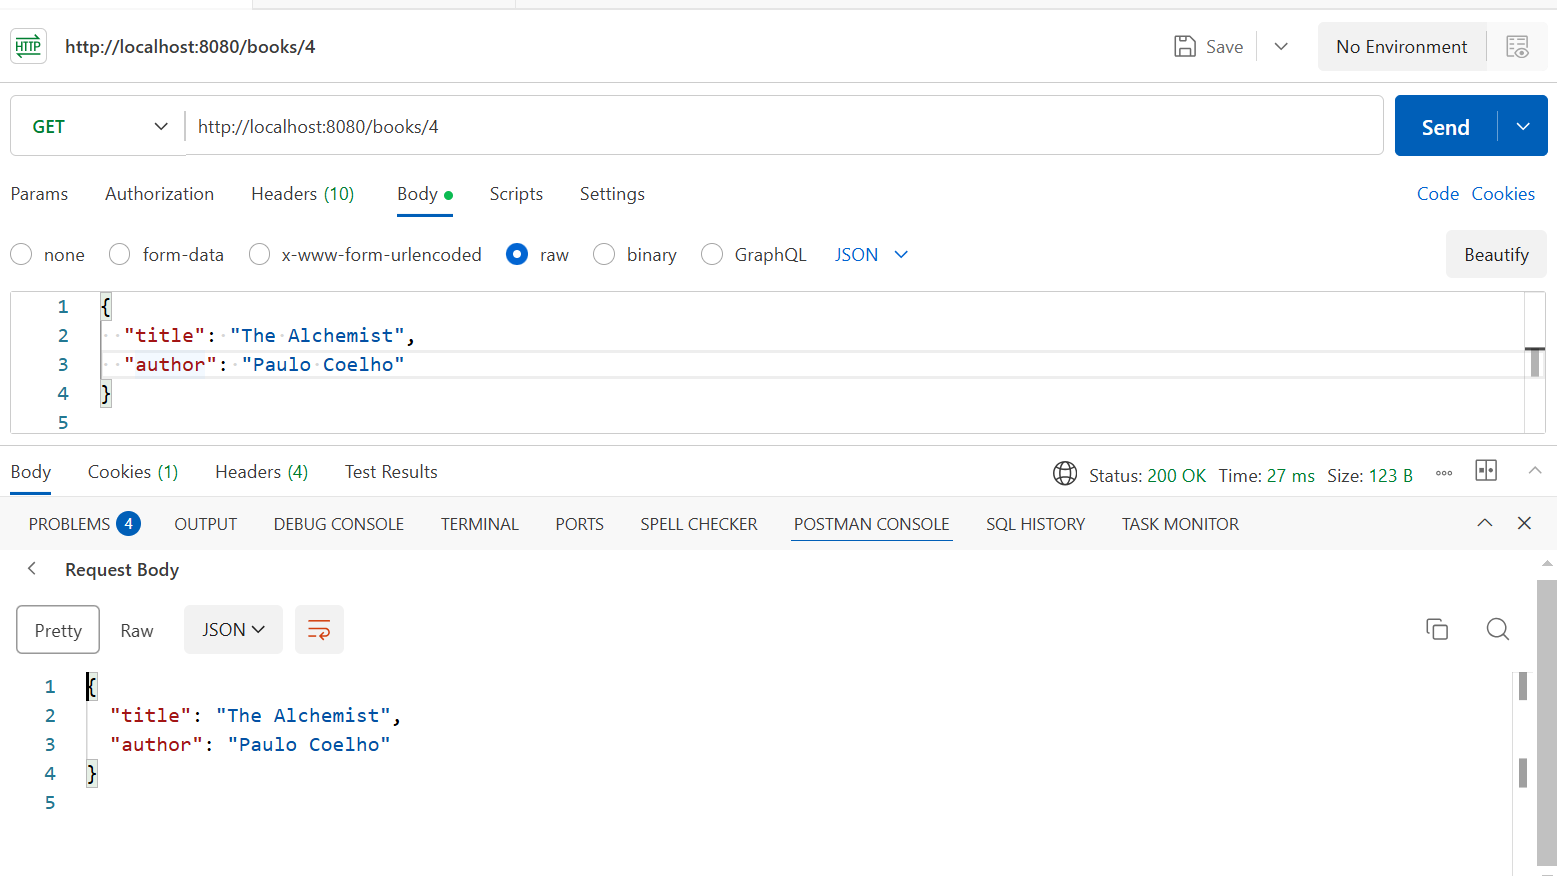 HTTP http://localhost:8080/books/4 Save No Environment
GET http://localhost:8080/books/4 Send
Params Authorization Headers (10) Body Scripts Settings Code Cookies
none form-data x-www-form-urlencoded raw binary GraphQL JSON Beautify
1 {
2 "title": "The Alchemist",
3 "author": "Paulo Coelho"
4 }
5
Body Cookies (1) Headers (4) Test Results Status: 200 OK Time: 27 ms Size: 123 B
PROBLEMS 4 OUTPUT DEBUG CONSOLE TERMINAL PORTS SPELL CHECKER POSTMAN CONSOLE SQL HISTORY TASK MONITOR
Request Body
Pretty Raw JSON
1 {
2 "title": "The Alchemist",
3 "author": "Paulo Coelho"
4 }
5